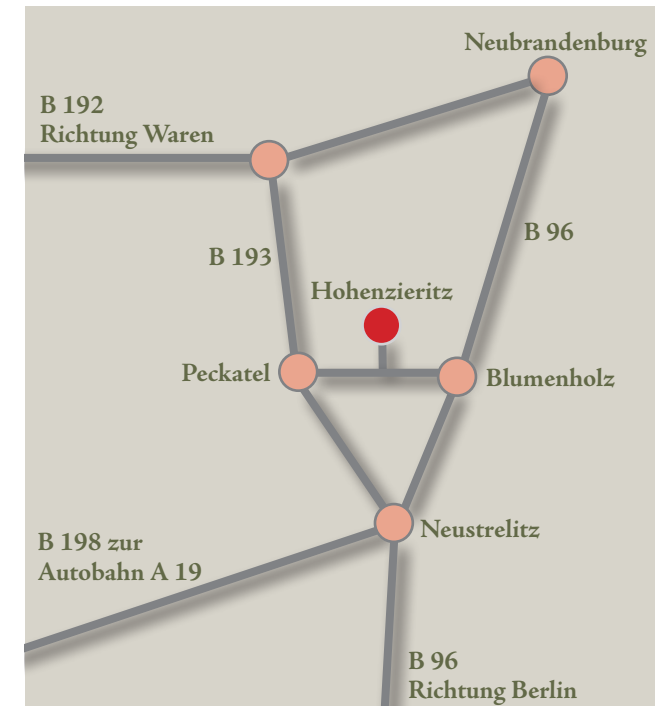 Neubrandenburg
B 192
Richtung Waren
B 96
B 193
Hohenzieritz
Peckatel
Blumenholz
Neustrelitz
B 198 zur
Autobahn A 19
B 96
Richtung Berlin